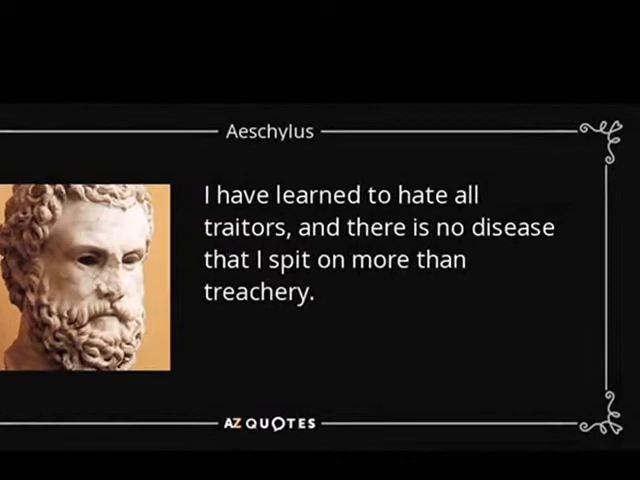 Aeschylus
I have learned to hate all
traitors, and there is no disease
that I spit on more than
treachery.
AZ QUOTES